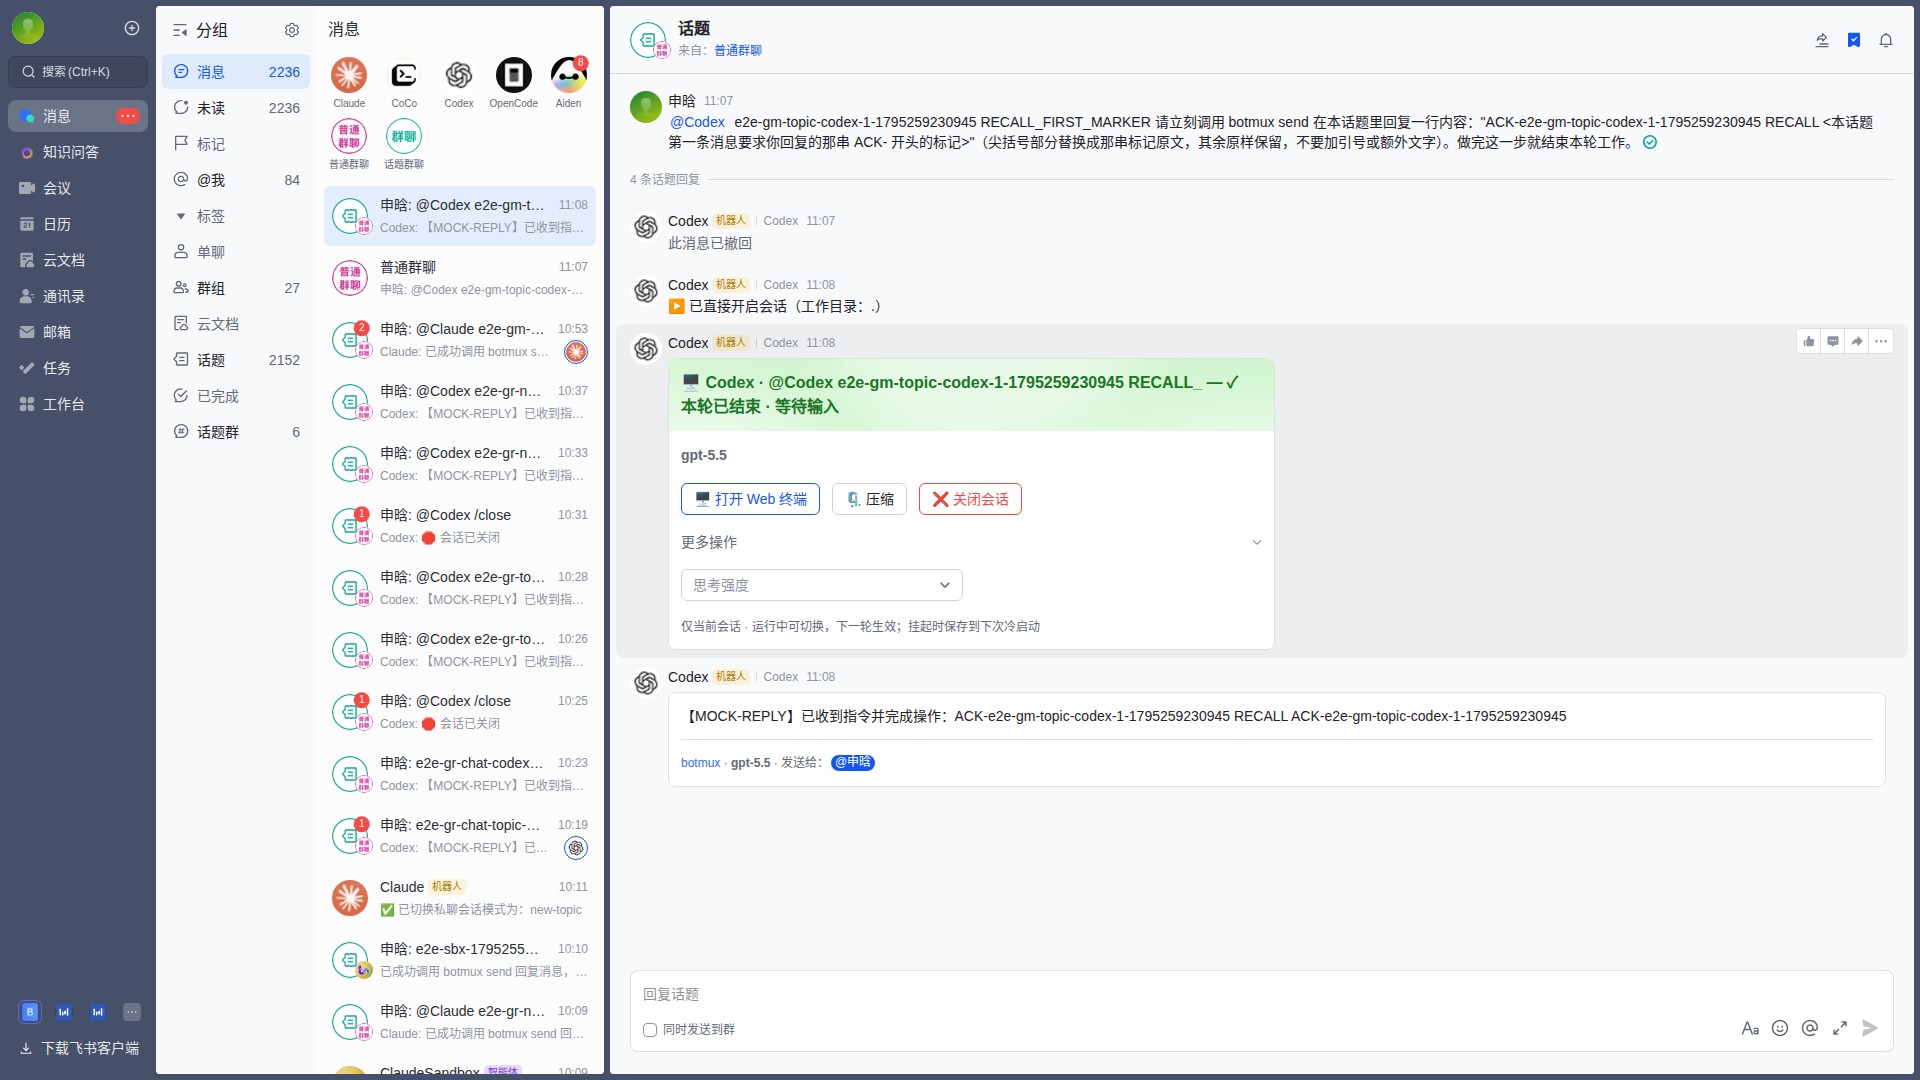 搜索 (Ctrl+K)
消息
知识问答
会议
日历
云文档
通讯录
邮箱
任务
工作台
下载飞书客户端
分组
消息 2236
未读 2236
标记
@我 84
标签
单聊
群组 27
云文档
话题 2152
已完成
话题群 6
消息
8
Claude CoCo Codex OpenCode Aiden
普通群聊 群聊
普通群聊 话题群聊
申晗: @Codex e2e-gm-t... 11:08
Codex: 【MOCK-REPLY】已收到指...
普通群聊 11:07
申晗: @Codex e2e-gm-topic-codex-...
2
申晗: @Claude e2e-gm-... 10:53
Claude: 已成功调用 botmux s...
申晗: @Codex e2e-gr-n... 10:37
Codex: 【MOCK-REPLY】已收到指...
申晗: @Codex e2e-gr-n... 10:33
Codex: 【MOCK-REPLY】已收到指...
1
申晗: @Codex /close 10:31
Codex: 🛑 会话已关闭
申晗: @Codex e2e-gr-to... 10:28
Codex: 【MOCK-REPLY】已收到指...
申晗: @Codex e2e-gr-to... 10:26
Codex: 【MOCK-REPLY】已收到指...
1
申晗: @Codex /close 10:25
Codex: 🛑 会话已关闭
申晗: e2e-gr-chat-codex... 10:23
Codex: 【MOCK-REPLY】已收到指...
1
申晗: e2e-gr-chat-topic-... 10:19
Codex: 【MOCK-REPLY】已...
Claude 机器人 10:11
✅ 已切换私聊会话模式为：new-topic
申晗: e2e-sbx-1795255... 10:10
已成功调用 botmux send 回复消息，...
申晗: @Claude e2e-gr-n... 10:09
Claude: 已成功调用 botmux send 回...
ClaudeSandbox 智能体 10:09
话题
来自：普通群聊
申晗 11:07
@Codex e2e-gm-topic-codex-1-1795259230945 RECALL_FIRST_MARKER 请立刻调用 botmux send 在本话题里回复一行内容："ACK-e2e-gm-topic-codex-1-1795259230945 RECALL <本话题
第一条消息要求你回复的那串 ACK- 开头的标记>"（尖括号部分替换成那串标记原文，其余原样保留，不要加引号或额外文字）。做完这一步就结束本轮工作。
4 条话题回复
Codex 机器人 Codex 11:07
此消息已撤回
Codex 机器人 Codex 11:08
▶️ 已直接开启会话（工作目录：.）
Codex 机器人 Codex 11:08
🖥️ Codex · @Codex e2e-gm-topic-codex-1-1795259230945 RECALL_ — ✓
本轮已结束 · 等待输入
gpt-5.5
🖥️ 打开 Web 终端 🗜️ 压缩 ❌ 关闭会话
更多操作
思考强度
仅当前会话 · 运行中可切换，下一轮生效；挂起时保存到下次冷启动
Codex 机器人 Codex 11:08
【MOCK-REPLY】已收到指令并完成操作：ACK-e2e-gm-topic-codex-1-1795259230945 RECALL ACK-e2e-gm-topic-codex-1-1795259230945
botmux · gpt-5.5 · 发送给：@申晗
回复话题
同时发送到群